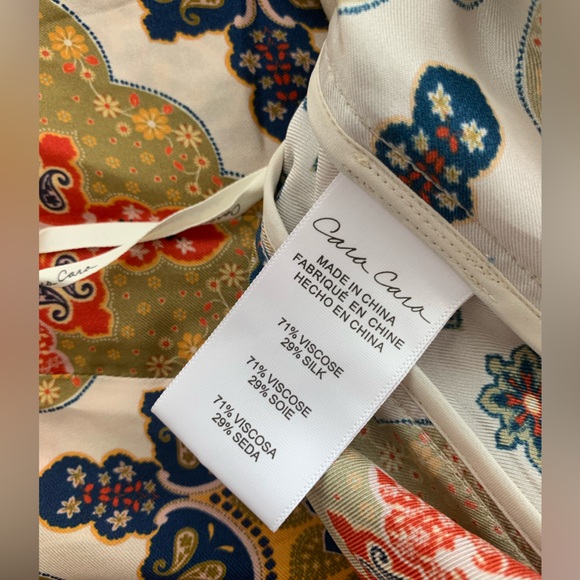 Cara Cara
MADE IN CHINA
FABRIQUÉ EN CHINE
HECHO EN CHINA
71% VISCOSE
29% SILK
71% VISCOSE
29% SOIE
71% VISCOSA
29% SEDA
Cara